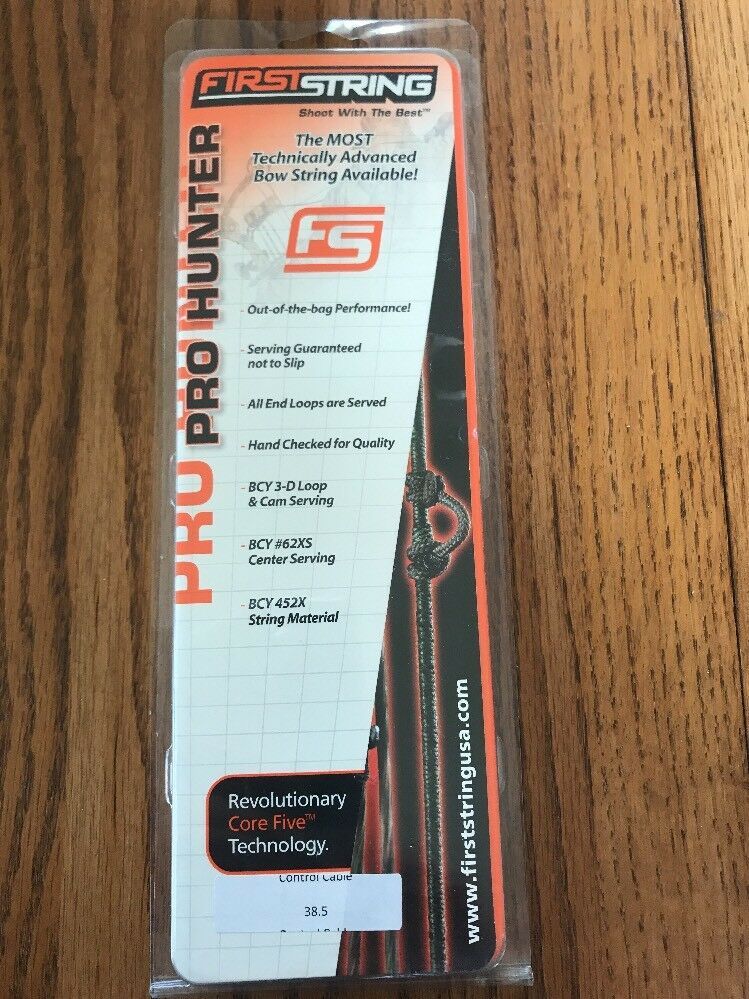 FIRSTSTRING
Shoot With The Best™
The MOST
Technically Advanced
Bow String Available!
FS
PRO HUNTER
PRO
- Out-of-the-bag Performance!
- Serving Guaranteed
not to Slip
- All End Loops are Served
- Hand Checked for Quality
- BCY 3-D Loop
& Cam Serving
- BCY #62XS
Center Serving
- BCY 452X
String Material
Revolutionary
Core Five™
Technology.
Control Cable
38.5
www.firststringusa.com